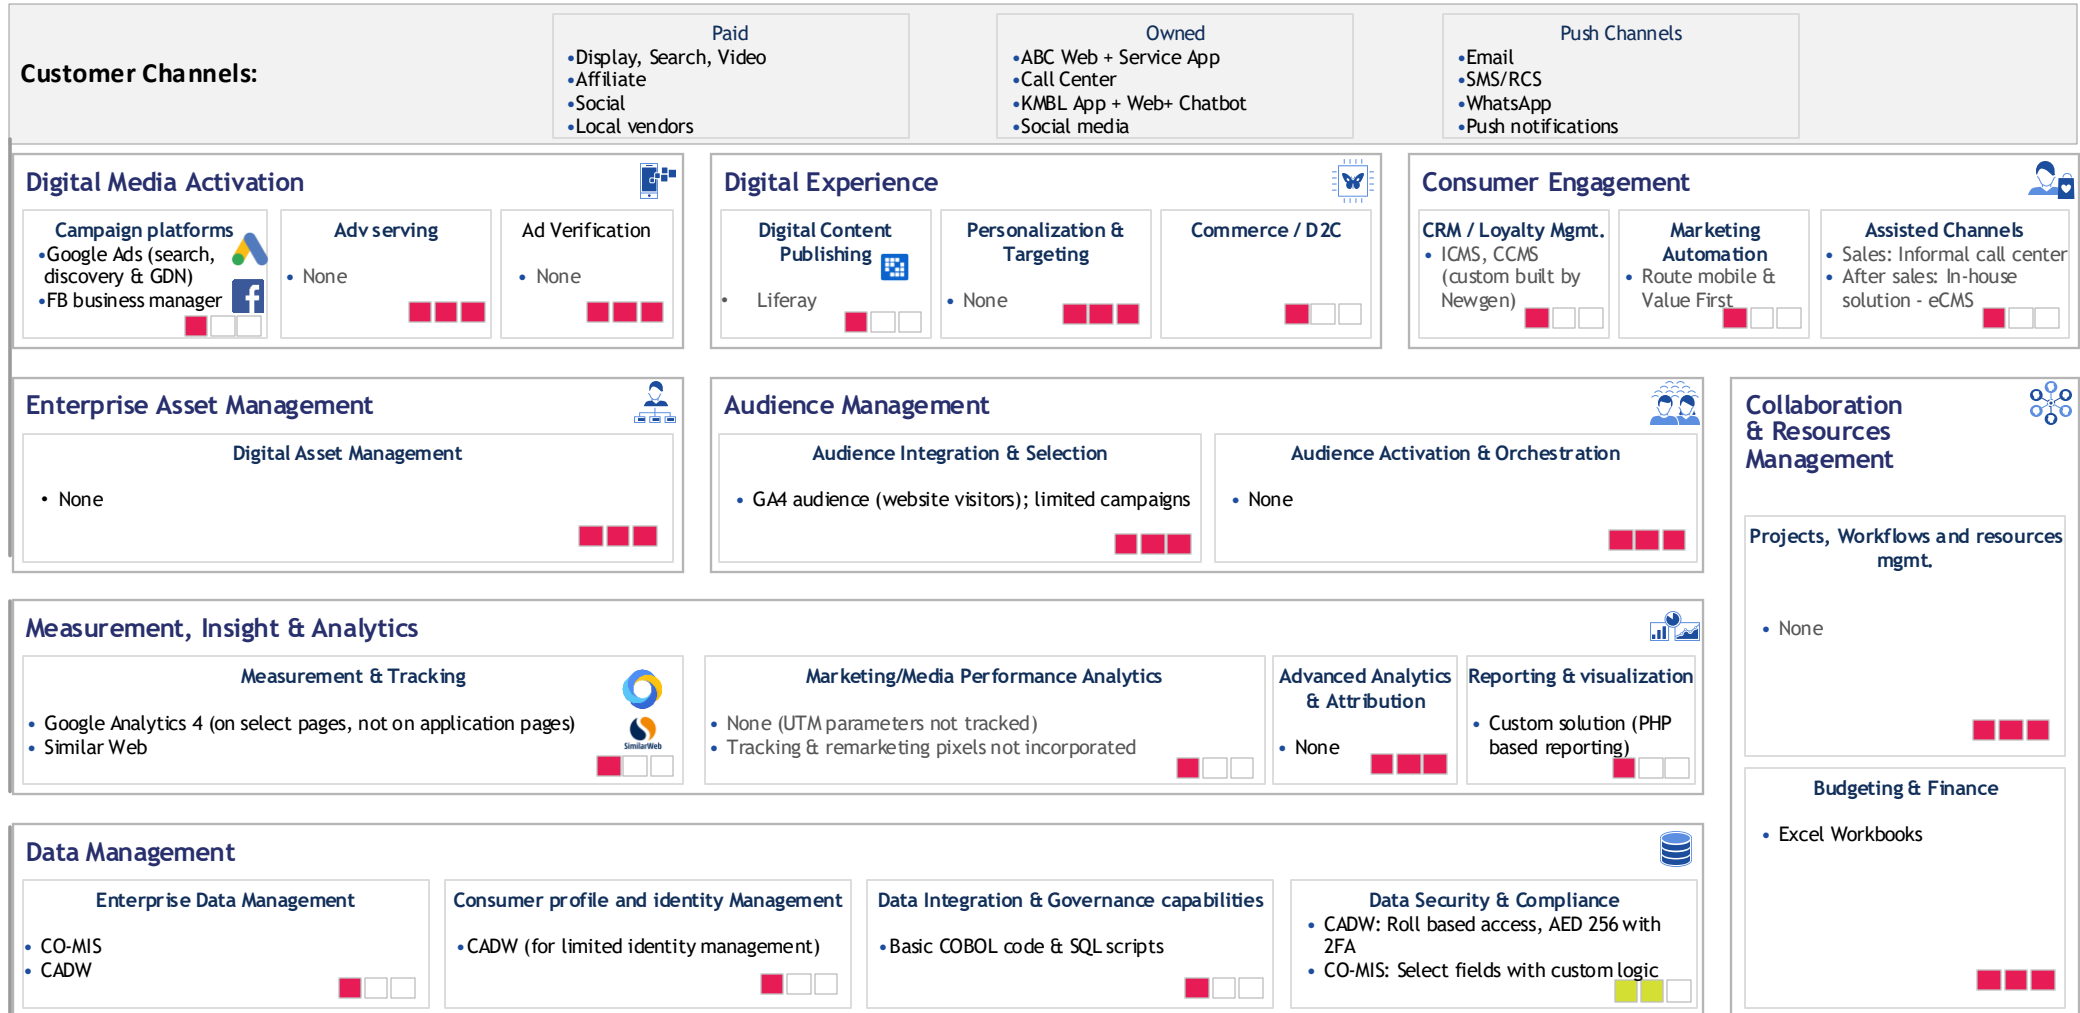 Customer Channels:
Paid
•Display, Search, Video
•Affiliate
•Social
•Local vendors
Owned
•ABC Web + Service App
•Call Center
•KMBL App + Web+ Chatbot
•Social media
Push Channels
•Email
•SMS/RCS
•WhatsApp
•Push notifications
Digital Media Activation
Campaign platforms
•Google Ads (search,
discovery & GDN)
•FB business manager
Adv serving
• None
Ad Verification
• None
Digital Experience
Digital Content
Publishing
• Liferay
Personalization &
Targeting
• None
Commerce / D2C
Consumer Engagement
CRM / Loyalty Mgmt.
• ICMS, CCMS
(custom built by
Newgen)
Marketing
Automation
• Route mobile &
Value First
Assisted Channels
• Sales: Informal call center
• After sales: In-house
solution - eCMS
Enterprise Asset Management
Digital Asset Management
• None
Audience Management
Audience Integration & Selection
• GA4 audience (website visitors); limited campaigns
Audience Activation & Orchestration
• None
Collaboration
& Resources
Management
Projects, Workflows and resources
mgmt.
• None
Budgeting & Finance
• Excel Workbooks
Measurement, Insight & Analytics
Measurement & Tracking
• Google Analytics 4 (on select pages, not on application pages)
• Similar Web
SimilarWeb
Marketing/Media Performance Analytics
• None (UTM parameters not tracked)
• Tracking & remarketing pixels not incorporated
Advanced Analytics
& Attribution
• None
Reporting & visualization
• Custom solution (PHP
based reporting)
Data Management
Enterprise Data Management
• CO-MIS
• CADW
Consumer profile and identity Management
•CADW (for limited identity management)
Data Integration & Governance capabilities
•Basic COBOL code & SQL scripts
Data Security & Compliance
• CADW: Roll based access, AED 256 with
2FA
• CO-MIS: Select fields with custom logic